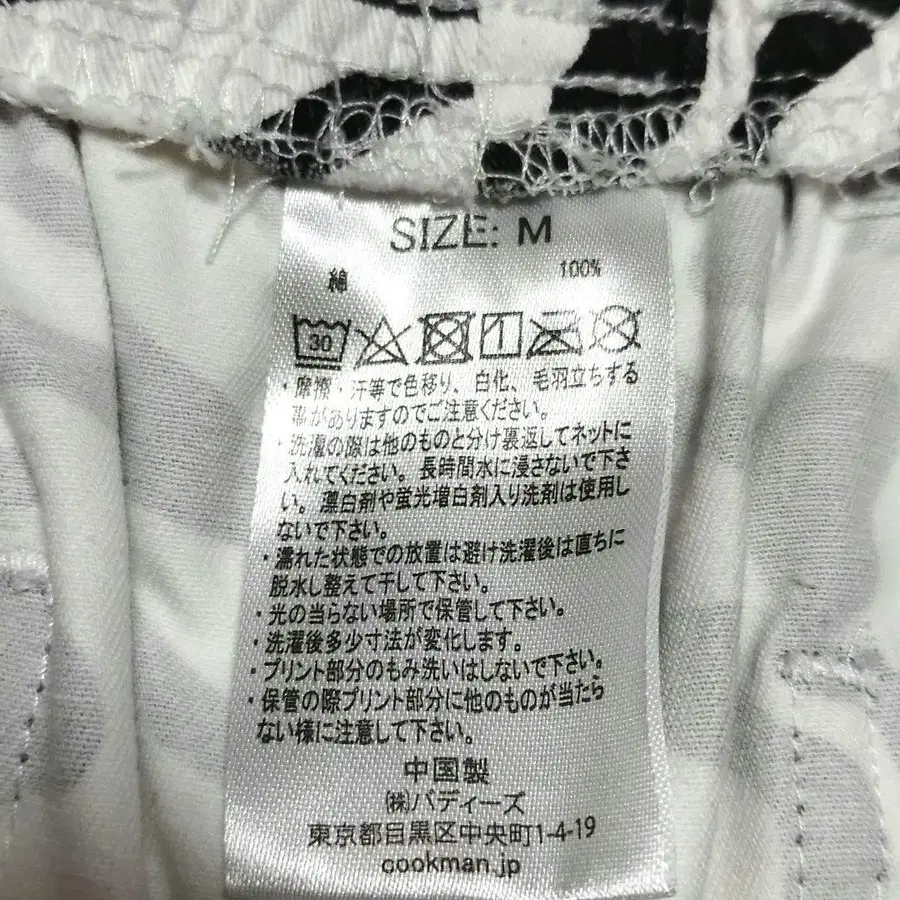 SIZE: M
綿 100%
30
・摩擦・汗等で色移り、白化、毛羽立ちする
事がありますのでご注意ください。
・洗濯の際は他のものと分け裏返してネットに
入れてください。長時間水に浸さないで下さ
い。漂白剤や蛍光増白剤入り洗剤は使用し
ないで下さい。
・濡れた状態での放置は避け洗濯後は直ちに
脱水し整えて干して下さい。
・光の当らない場所で保管して下さい。
・洗濯後多少寸法が変化します。
・プリント部分のもみ洗いはしないで下さい。
・保管の際プリント部分に他のものが当たら
ない様に注意して下さい。
中国製
㈱バディーズ
東京都目黒区中央町1-4-19
cookman.jp